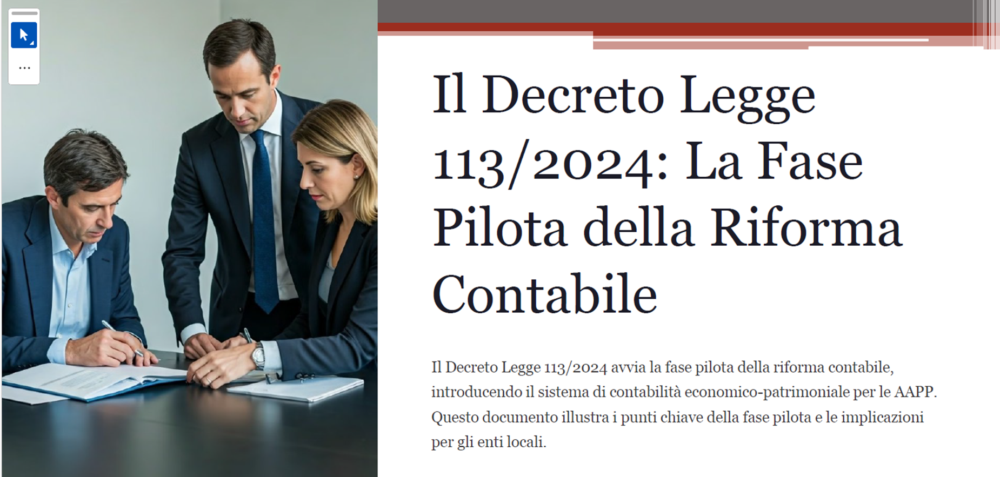 Il Decreto Legge
113/2024: La Fase
Pilota della Riforma
Contabile
Il Decreto Legge 113/2024 avvia la fase pilota della riforma contabile,
introducendo il sistema di contabilità economico-patrimoniale per le AAPP.
Questo documento illustra i punti chiave della fase pilota e le implicazioni
per gli enti locali.